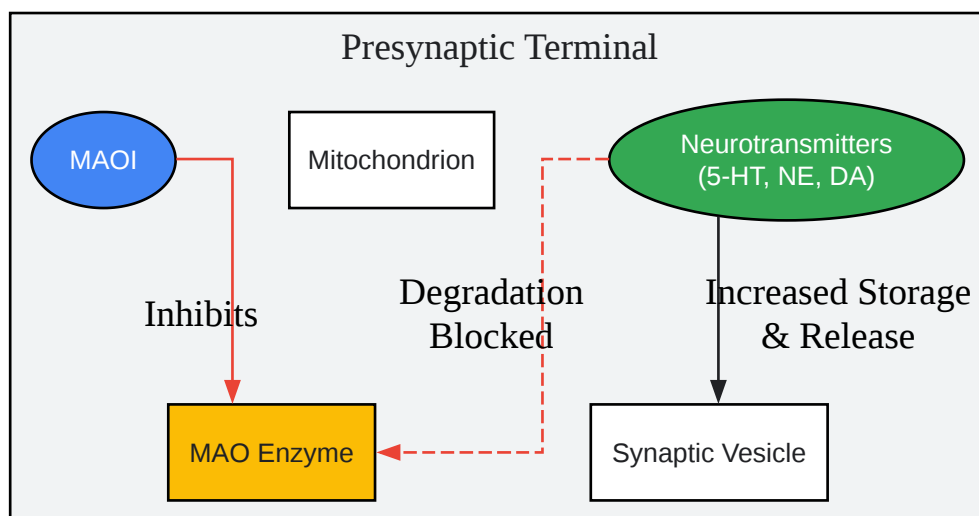 Presynaptic Terminal
MAOI
Mitochondrion
Neurotransmitters
(5-HT, NE, DA)
Inhibits
Degradation
Blocked
Increased Storage
& Release
MAO Enzyme
Synaptic Vesicle